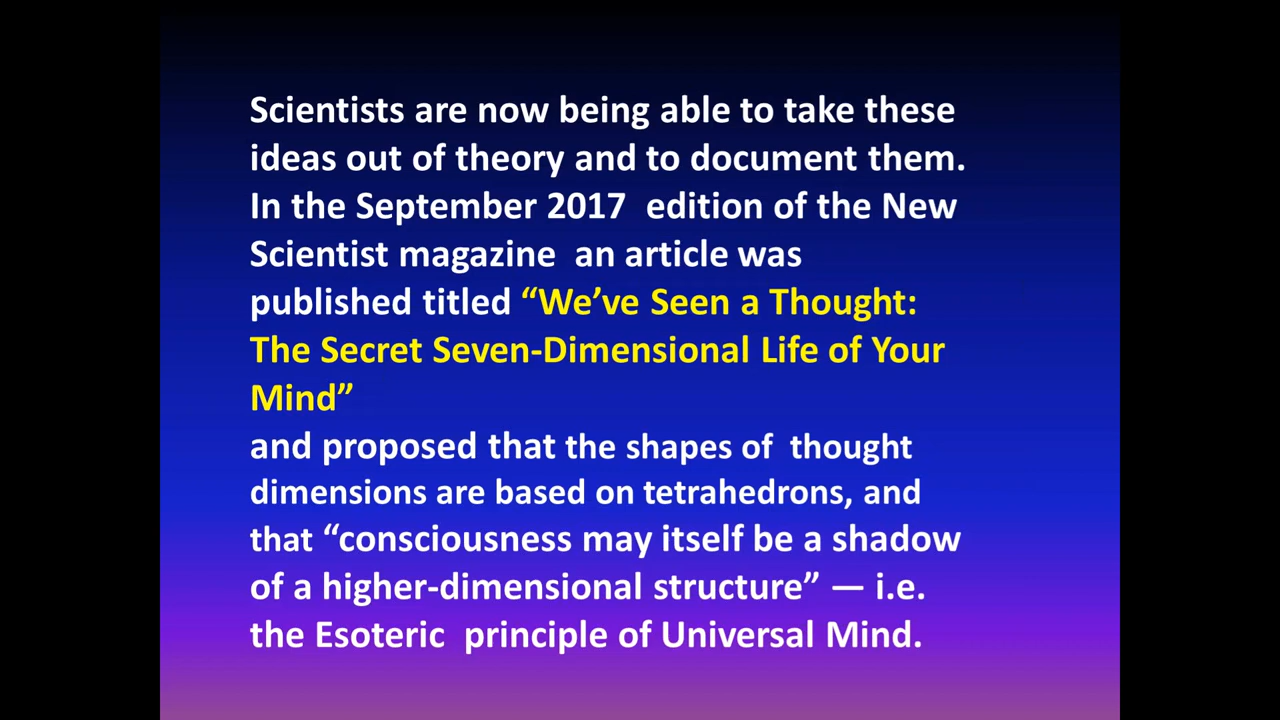 Scientists are now being able to take these
ideas out of theory and to document them.
In the September 2017  edition of the New
Scientist magazine  an article was
published titled “We’ve Seen a Thought:
The Secret Seven-Dimensional Life of Your
Mind”
and proposed that the shapes of  thought
dimensions are based on tetrahedrons, and
that “consciousness may itself be a shadow
of a higher-dimensional structure” — i.e.
the Esoteric  principle of Universal Mind.